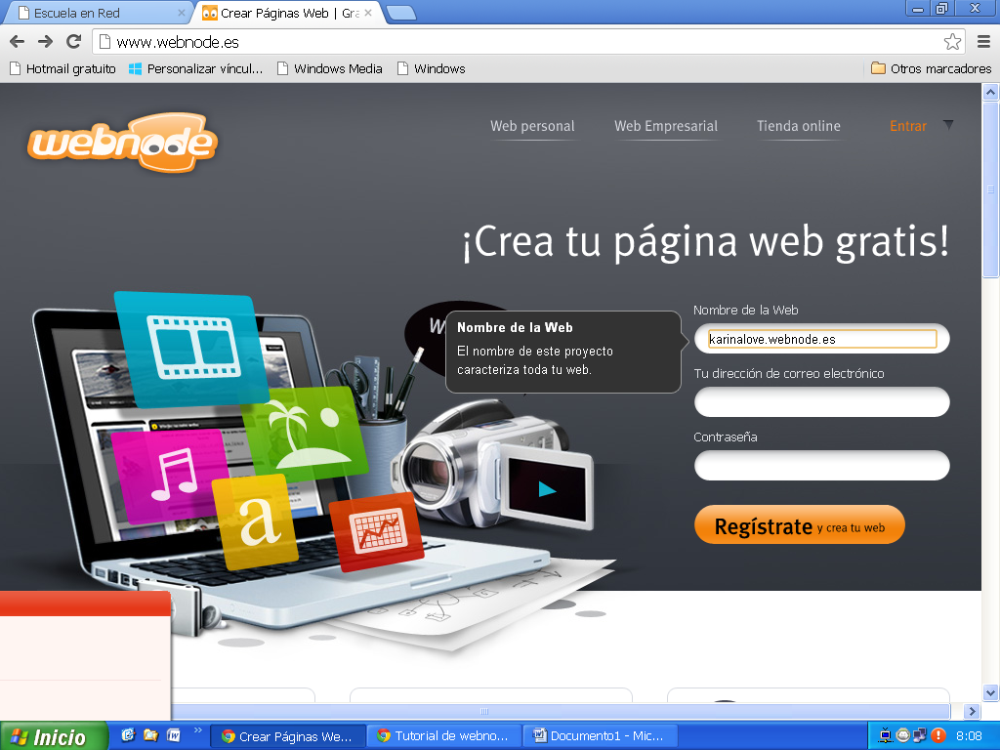 Escuela en Red
Crear Páginas Web | Gra
www.webnode.es
Hotmail gratuito
Personalizar víncul...
Windows Media
Windows
Otros marcadores
webnode
Web personal
Web Empresarial
Tienda online
Entrar
¡Crea tu página web gratis!
Nombre de la Web
karinalove.webnode.es
W
Nombre de la Web
El nombre de este proyecto
caracteriza toda tu web.
Tu dirección de correo electrónico
Contraseña
Regístrate y crea tu web
a
Inicio
Crear Páginas We...
Tutorial de webno...
Documento1 - Mic...
8:08